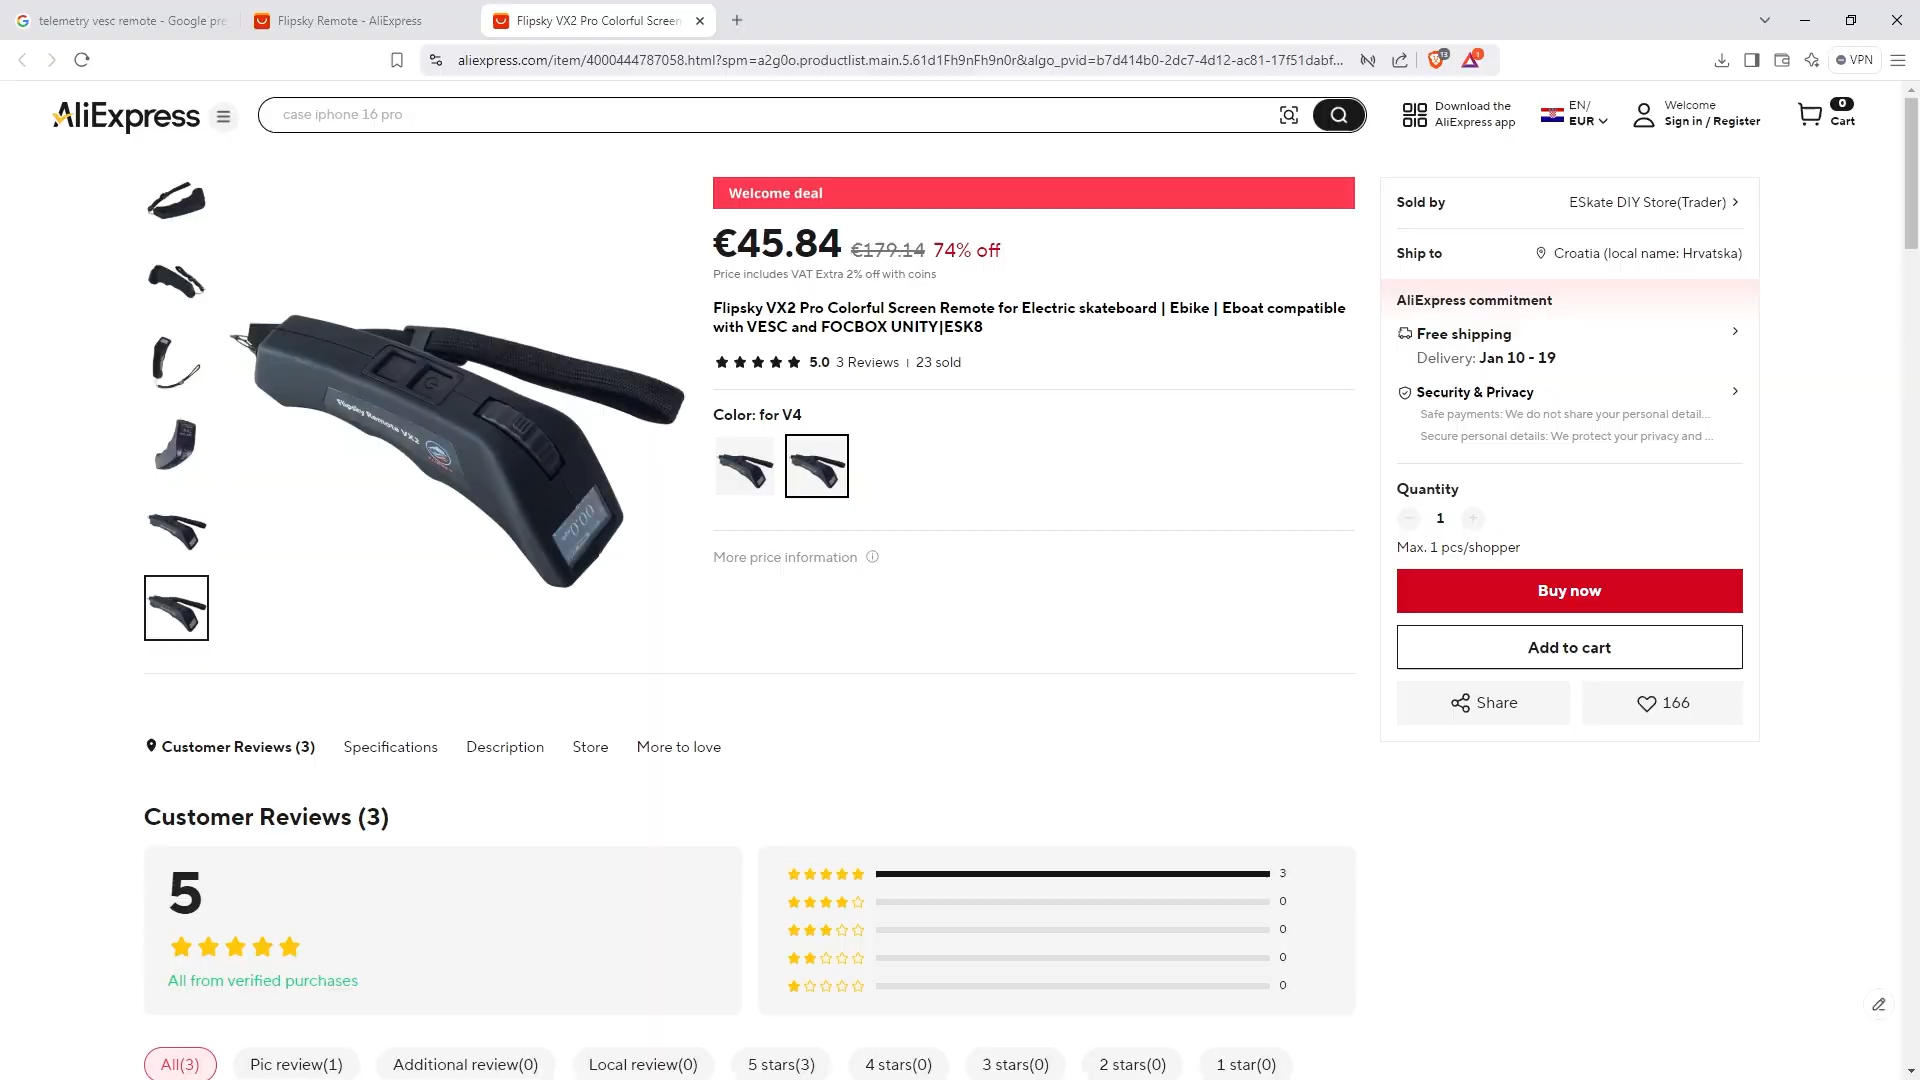 telemetry vesc remote - Google pre
Flipsky Remote - AliExpress
Flipsky VX2 Pro Colorful Screen
aliexpress.com/item/4000444787058.html?spm=a2g0o.productlist.main.5.61d1Fh9nFh9n0r&algo_pvid=b7d414b0-2dc7-4d12-ac81-17f51dabf...
13
1
VPN
AliExpress
case iphone 16 pro
Download the
AliExpress app
EN/
EUR
Welcome
Sign in / Register
0
Cart
Flipsky Remote VX2
00.0
Welcome deal
€45.84 €179.14 74% off
Price includes VAT Extra 2% off with coins
Flipsky VX2 Pro Colorful Screen Remote for Electric skateboard | Ebike | Eboat compatible
with VESC and FOCBOX UNITY|ESK8
5.0 3 Reviews | 23 sold
Color: for V4
More price information
Sold by
ESkate DIY Store(Trader)
Ship to
Croatia (local name: Hrvatska)
AliExpress commitment
Free shipping
Delivery: Jan 10 - 19
Security & Privacy
Safe payments: We do not share your personal detail...
Secure personal details: We protect your privacy and ...
Quantity
1
Max. 1 pcs/shopper
Buy now
Add to cart
Share
166
Customer Reviews (3)
Specifications
Description
Store
More to love
Customer Reviews (3)
5
All from verified purchases
3
0
0
0
0
All(3)
Pic review(1)
Additional review(0)
Local review(0)
5 stars(3)
4 stars(0)
3 stars(0)
2 stars(0)
1 star(0)